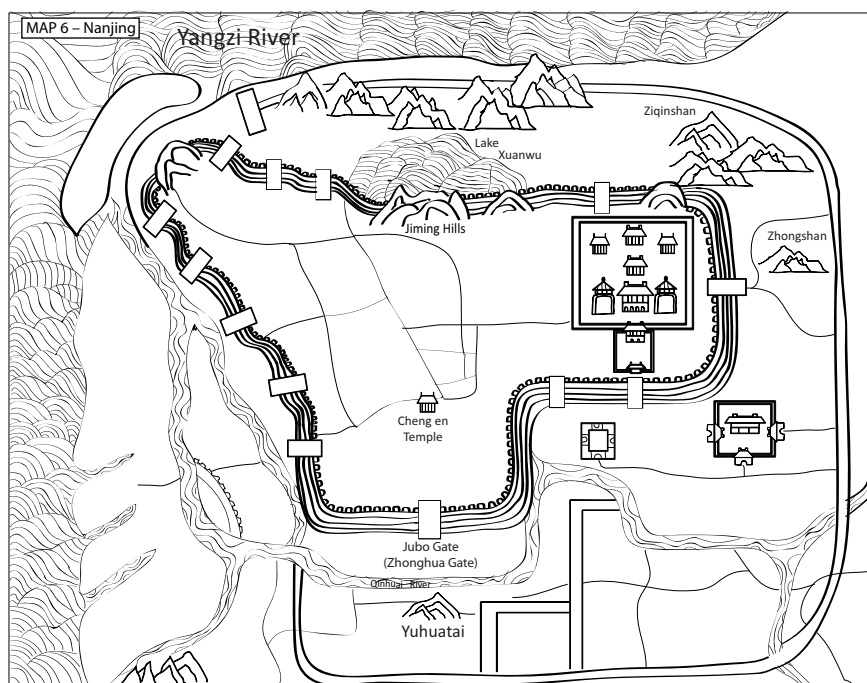 MAP 6 – Nanjing
Yangzi River
Ziqinshan
Lake
Xuanwu
Jiming Hills
Zhongshan
Cheng en
Temple
Jubo Gate
(Zhonghua Gate)
Qinhuai River
Yuhuatai